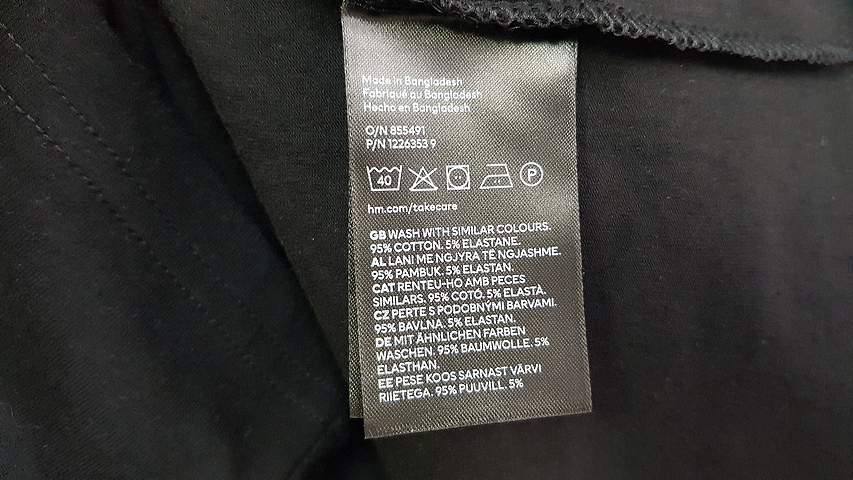 Made in Bangladesh
Fabriqué au Bangladesh
Hecho en Bangladesh
O/N 855491
P/N 1226353 9
40
P
hm.com/takecare
GB WASH WITH SIMILAR COLOURS.
95% COTTON. 5% ELASTANE.
AL LANI ME NGJYRA TË NGJASHME.
95% PAMBUK. 5% ELASTAN.
CAT RENTEU-HO AMB PECES
SIMILARS. 95% COTÓ. 5% ELASTÀ.
CZ PERTE S PODOBNÝMI BARVAMI.
95% BAVLNA. 5% ELASTAN.
DE MIT ÄHNLICHEN FARBEN
WASCHEN. 95% BAUMWOLLE. 5%
ELASTHAN.
EE PESE KOOS SARNAST VÄRVI
RIIETEGA. 95% PUUVILL. 5%